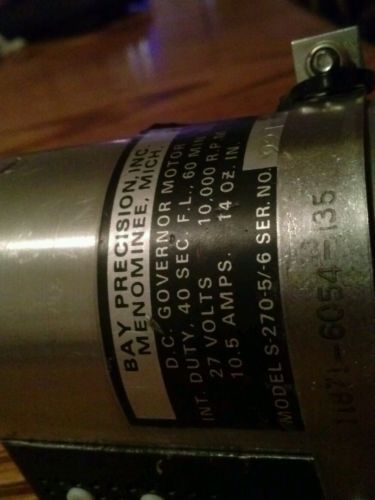 BAY PRECISION, INC.
MENOMINEE, MICH.
D.C. GOVERNOR MOTOR
INT. DUTY, 40 SEC. F.L., 60 MIN.
27 VOLTS 10,000 R.P.M.
10.5 AMPS. 14 OZ. IN.
MODEL S-270-5/-6 SER. NO.
11871-6054-135